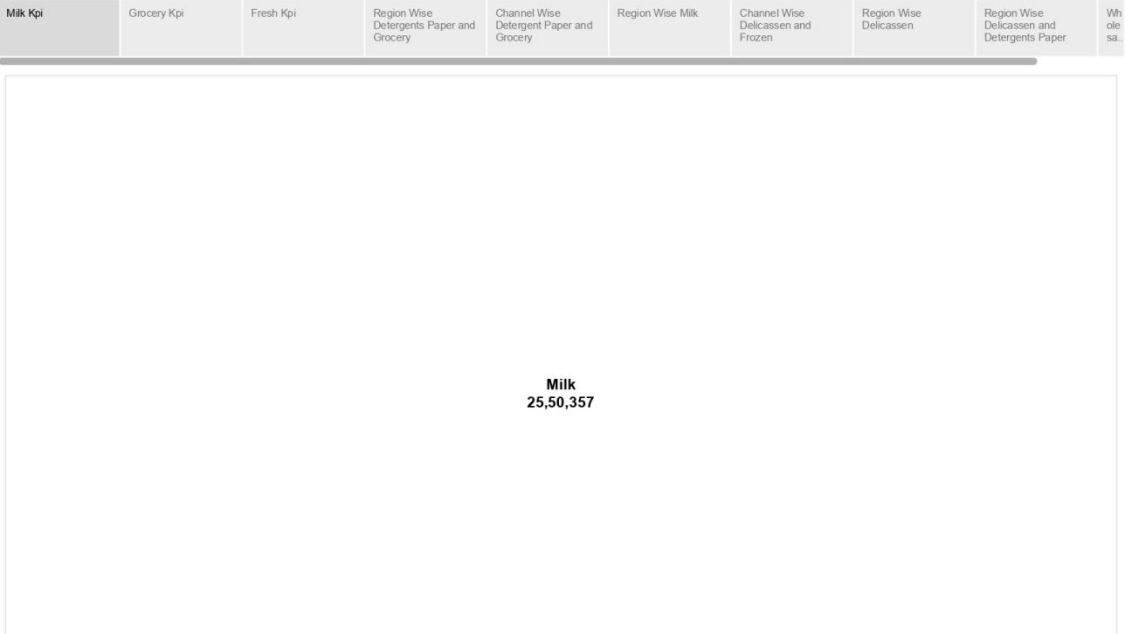 Milk Kpi
Grocery Kpi
Fresh Kpi
Region Wise
Detergents Paper and
Grocery
Channel Wise
Detergent Paper and
Grocery
Region Wise Milk
Channel Wise
Delicassen and
Frozen
Region Wise
Delicassen
Region Wise
Delicassen and
Detergents Paper
Wh
ole
sa..
Milk
25,50,357